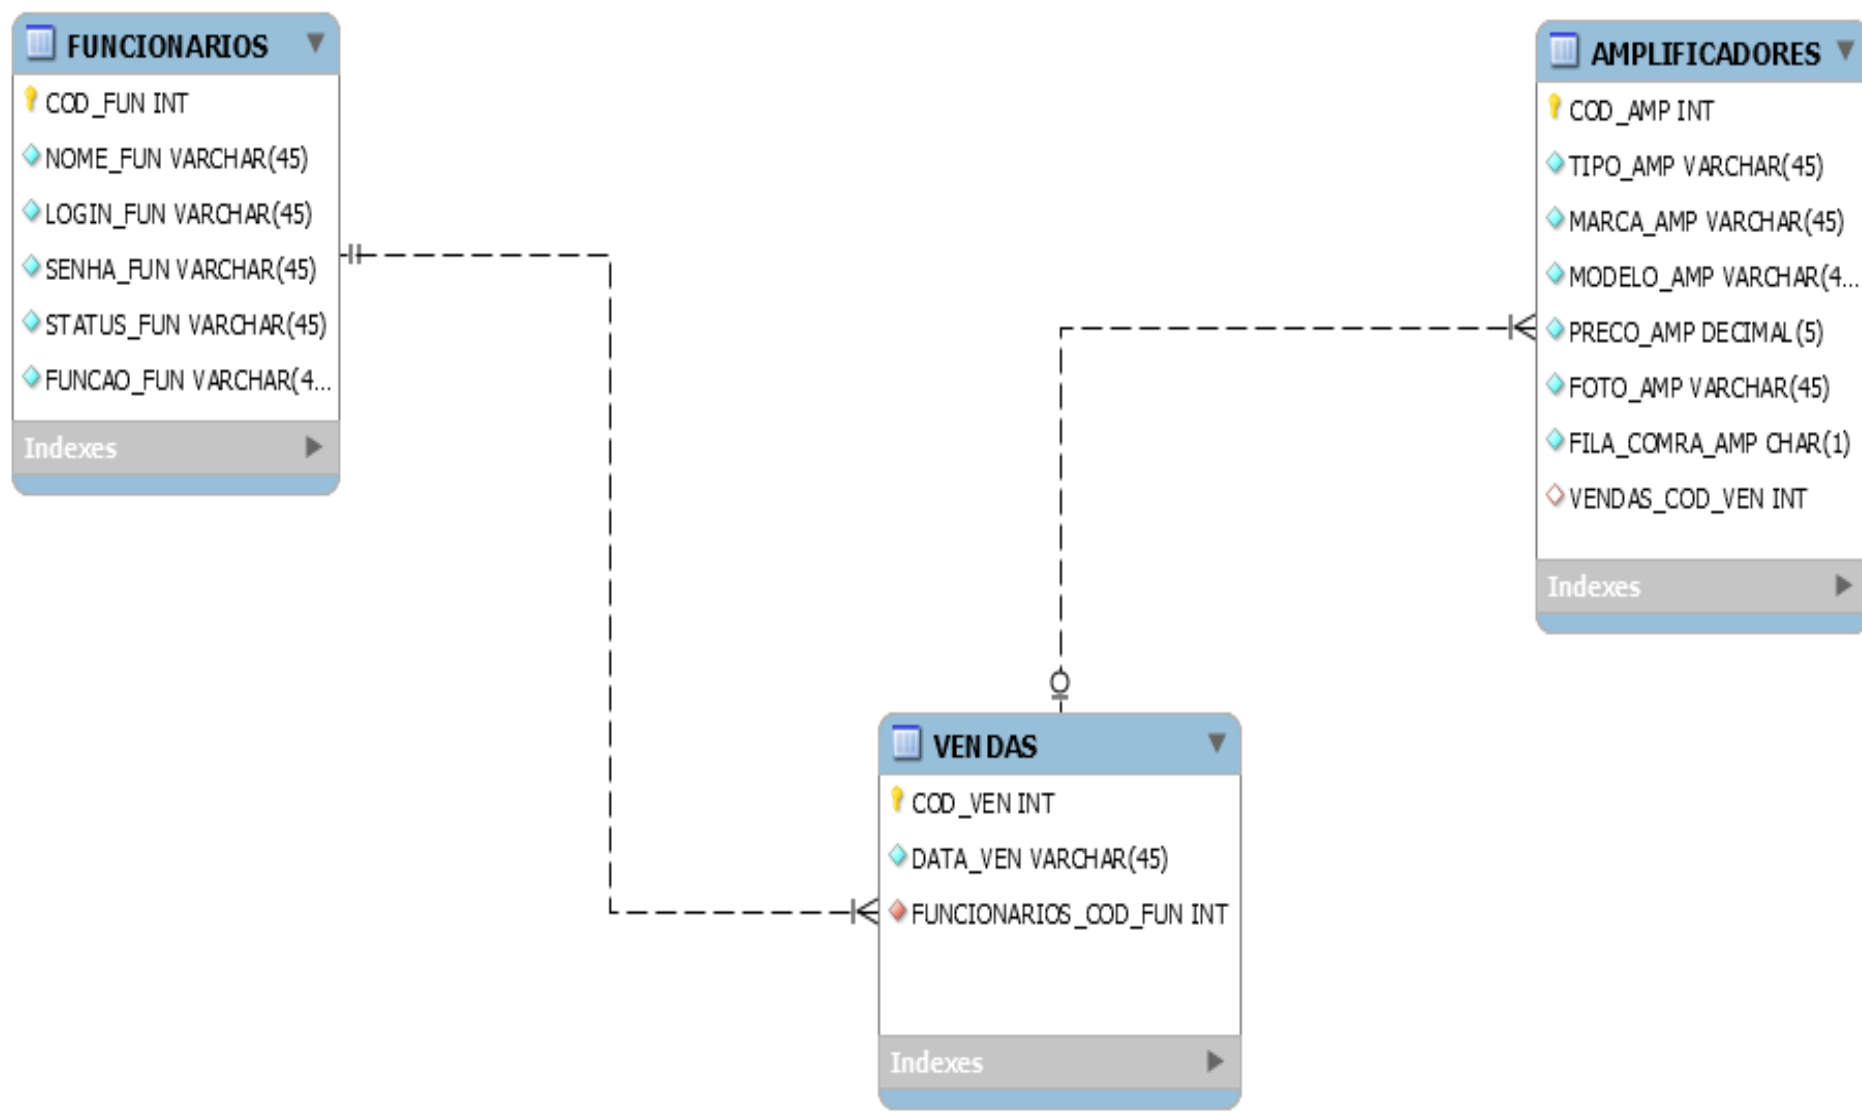 FUNCIONARIOS
COD_FUN INT
NOME_FUN VARCHAR(45)
LOGIN_FUN VARCHAR(45)
SENHA_FUN VARCHAR(45)
STATUS_FUN VARCHAR(45)
FUNCAO_FUN VARCHAR(4...
Indexes
AMPLIFICADORES
COD_AMP INT
TIPO_AMP VARCHAR(45)
MARCA_AMP VARCHAR(45)
MODELO_AMP VARCHAR(4...
PRECO_AMP DECIMAL(5)
FOTO_AMP VARCHAR(45)
FILA_COMRA_AMP CHAR(1)
VENDAS_COD_VEN INT
Indexes
VENDAS
COD_VEN INT
DATA_VEN VARCHAR(45)
FUNCIONARIOS_COD_FUN INT
Indexes